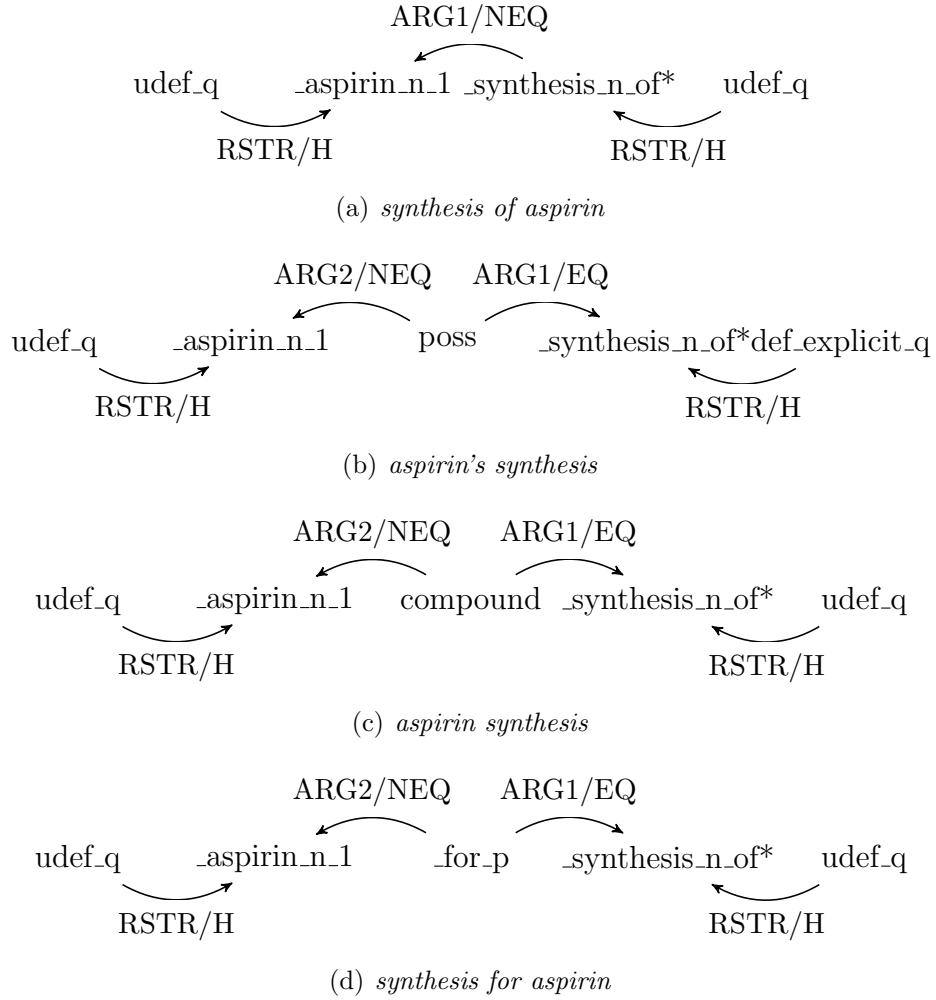 ARG1/NEQ
udef_q _aspirin_n_1 _synthesis_n_of* udef_q
RSTR/H RSTR/H
(a) synthesis of aspirin
ARG2/NEQ ARG1/EQ
udef_q _aspirin_n_1 poss _synthesis_n_of*def_explicit_q
RSTR/H RSTR/H
(b) aspirin's synthesis
ARG2/NEQ ARG1/EQ
udef_q _aspirin_n_1 compound _synthesis_n_of* udef_q
RSTR/H RSTR/H
(c) aspirin synthesis
ARG2/NEQ ARG1/EQ
udef_q _aspirin_n_1 _for_p _synthesis_n_of* udef_q
RSTR/H RSTR/H
(d) synthesis for aspirin